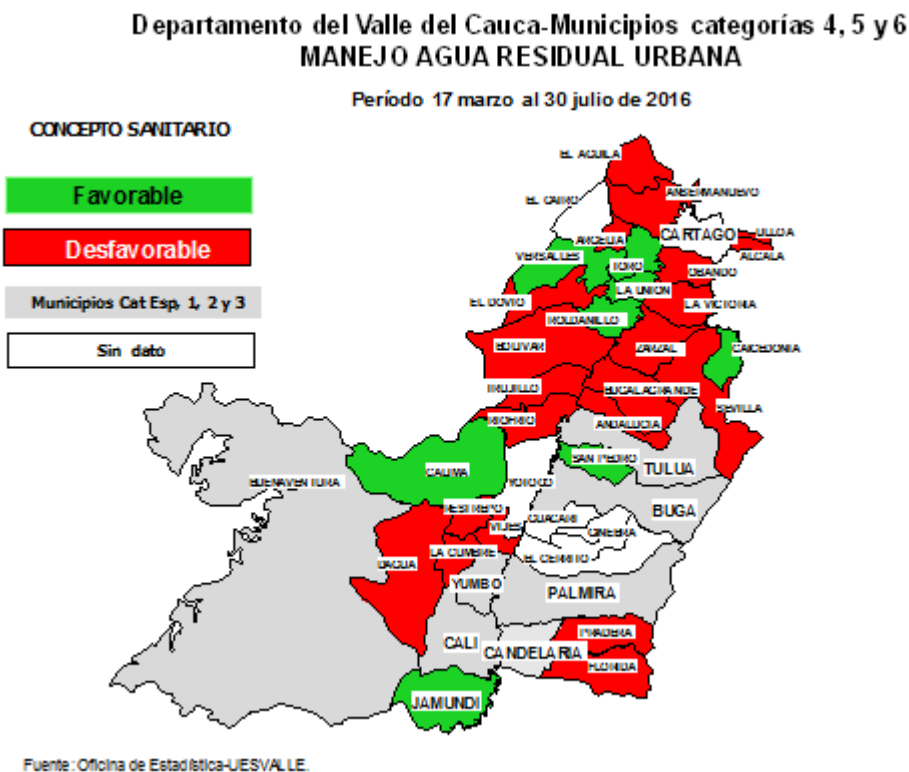 Departamento del Valle del Cauca-Municipios categorías 4, 5 y 6
MANEJO AGUA RESIDUAL URBANA
Período 17 marzo al 30 julio de 2016
CONCEPTO SANITARIO
Favorable
Desfavorable
Municipios Cat Esp, 1, 2 y 3
Sin dato
EL AGUILA
ANSERMANUEVO
EL CAIRO
CARTAGO
ULLOA
ARGELIA
ALCALA
VERSALLES
TORO
OBANDO
LA UNION
EL DOVIO
LA VICTORIA
ROLDANILLO
BOLIVAR
ZARZAL
CAICEDONIA
TRUJILLO
BUGALAGRANDE
SEVILLA
RIOFRIO
ANDALUCIA
SAN PEDRO
TULUA
CALIMA
BUENAVENTURA
YOTOCO
RESTREPO
GUACARI
BUGA
VIJES
GINEBRA
LA CUMBRE
EL CERRITO
DAGUA
YUMBO
PALMIRA
PRADERA
CALI
CANDELARIA
FLORIDA
JAMUNDI
Fuente: Oficina de Estadística-UESVALLE.